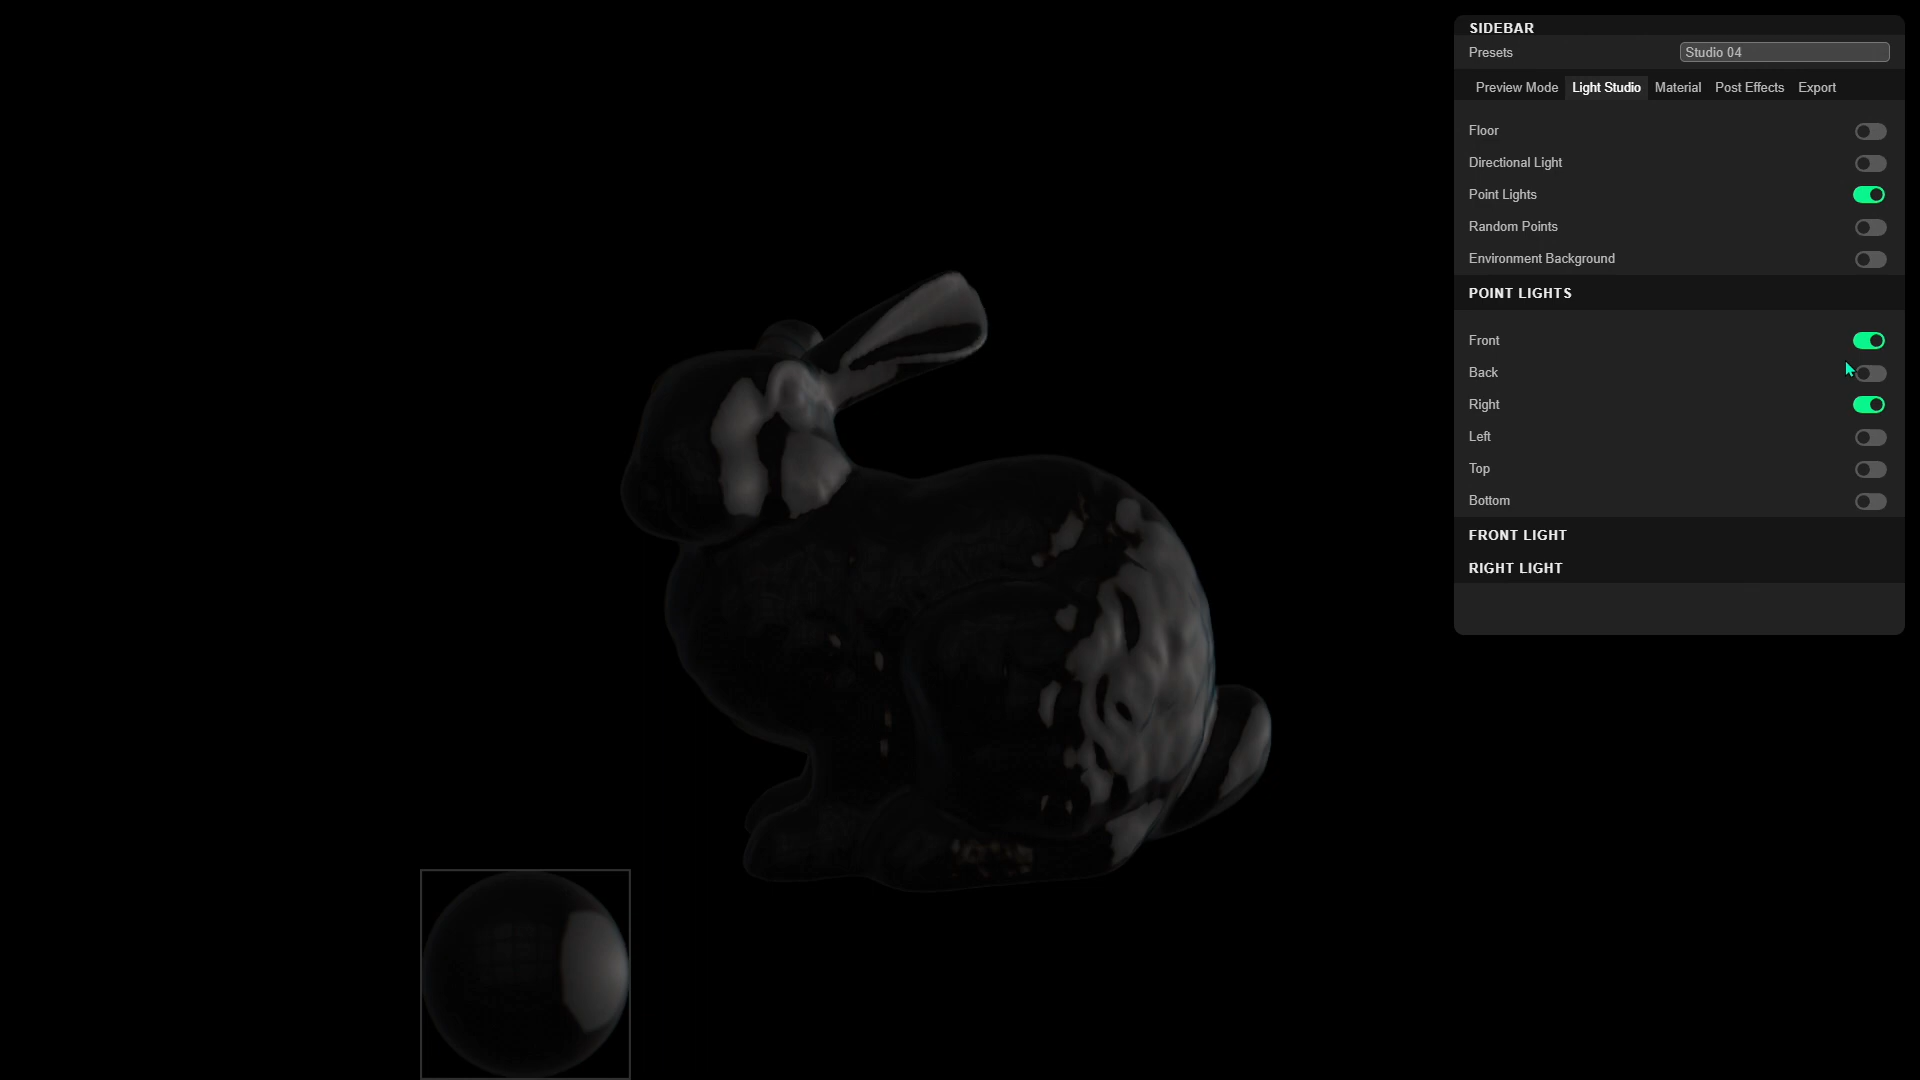 SIDEBAR
Presets Studio 04
Preview Mode Light Studio Material Post Effects Export
Floor
Directional Light
Point Lights
Random Points
Environment Background
POINT LIGHTS
Front
Back
Right
Left
Top
Bottom
FRONT LIGHT
RIGHT LIGHT